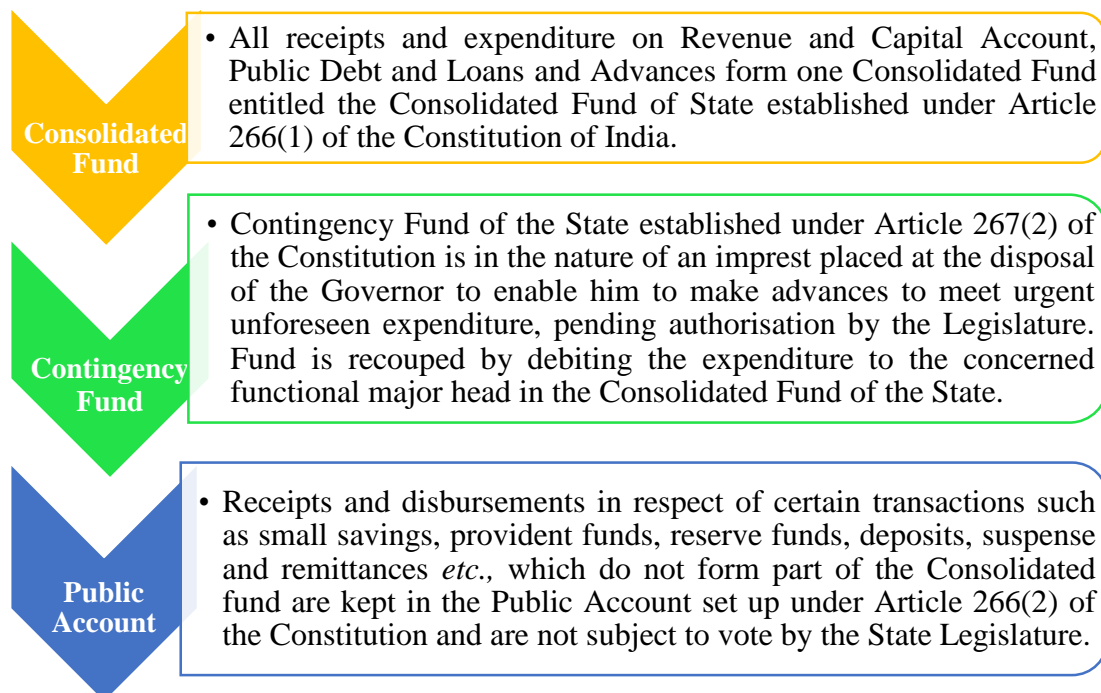 Consolidated
Fund
• All receipts and expenditure on Revenue and Capital Account,
Public Debt and Loans and Advances form one Consolidated Fund
entitled the Consolidated Fund of State established under Article
266(1) of the Constitution of India.
Contingency
Fund
• Contingency Fund of the State established under Article 267(2) of
the Constitution is in the nature of an imprest placed at the disposal
of the Governor to enable him to make advances to meet urgent
unforeseen expenditure, pending authorisation by the Legislature.
Fund is recouped by debiting the expenditure to the concerned
functional major head in the Consolidated Fund of the State.
Public
Account
• Receipts and disbursements in respect of certain transactions such
as small savings, provident funds, reserve funds, deposits, suspense
and remittances etc., which do not form part of the Consolidated
fund are kept in the Public Account set up under Article 266(2) of
the Constitution and are not subject to vote by the State Legislature.